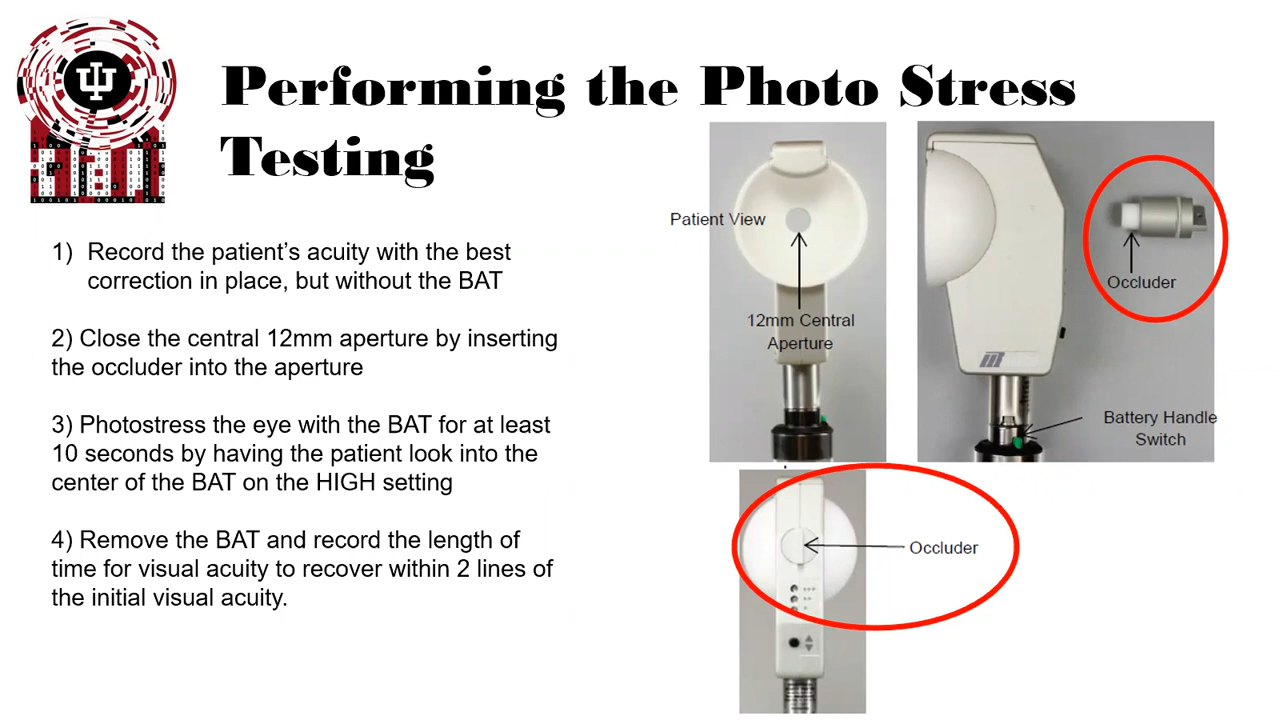 Performing the Photo Stress
Testing
1) Record the patient's acuity with the best
correction in place, but without the BAT
2) Close the central 12mm aperture by inserting
the occluder into the aperture
3) Photostress the eye with the BAT for at least
10 seconds by having the patient look into the
center of the BAT on the HIGH setting
4) Remove the BAT and record the length of
time for visual acuity to recover within 2 lines of
the initial visual acuity.
Patient View
12mm Central
Aperture
Occluder
Battery Handle
Switch
Occluder